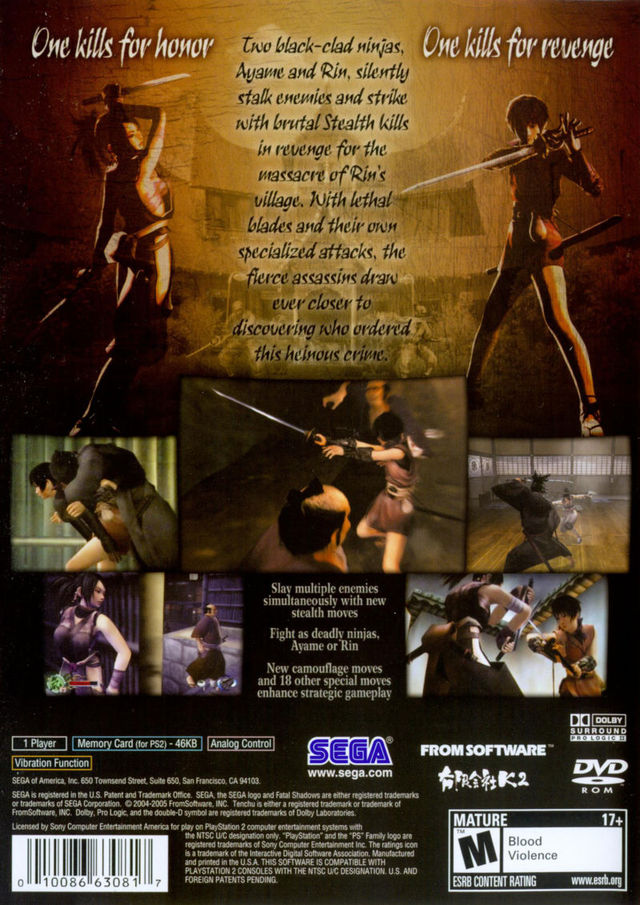 One kills for honor
Two black-clad ninjas,
Ayame and Rin, silently
stalk enemies and strike
with brutal Stealth kills
in revenge for the
massacre of Rin's
village. With lethal
blades and their own
specialized attacks, the
fierce assassins draw
ever closer to
discovering who ordered
this heinous crime.
One kills for revenge
Slay multiple enemies
simultaneously with new
stealth moves
Fight as deadly ninjas,
Ayame or Rin
New camouflage moves
and 18 other special moves
enhance strategic gameplay
1 Player
Memory Card (for PS2) - 46KB
Analog Control
Vibration Function
SEGA
www.sega.com
FROM SOFTWARE™
有限会社K2
DOLBY
SURROUND
PRO LOGIC II
DVD
ROM
SEGA of America, Inc. 650 Townsend Street, Suite 650, San Francisco, CA 94103.
SEGA is registered in the U.S. Patent and Trademark Office. SEGA, the SEGA logo and Fatal Shadows are either registered trademarks
or trademarks of SEGA Corporation. © 2004-2005 FromSoftware, INC. Tenchu is either a registered trademark or trademark of
FromSoftware, INC. Dolby, Pro Logic, and the double-D symbol are registered trademarks of Dolby Laboratories.
Licensed by Sony Computer Entertainment America for play on PlayStation 2 computer entertainment systems with
the NTSC U/C designation only. "PlayStation" and the "PS" Family logo are
registered trademarks of Sony Computer Entertainment Inc. The ratings icon
is a trademark of the Interactive Digital Software Association. Manufactured
and printed in the U.S.A. THIS SOFTWARE IS COMPATIBLE WITH
PLAYSTATION 2 CONSOLES WITH THE NTSC U/C DESIGNATION. U.S. AND
FOREIGN PATENTS PENDING.
0 10086 63081 7
MATURE 17+
M™
Blood
Violence
ESRB CONTENT RATING www.esrb.org